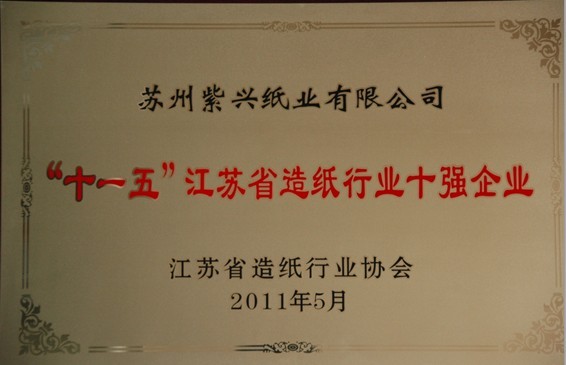 苏州紫兴纸业有限公司
“十一五”江苏省造纸行业十强企业
江苏省造纸行业协会
2011年5月